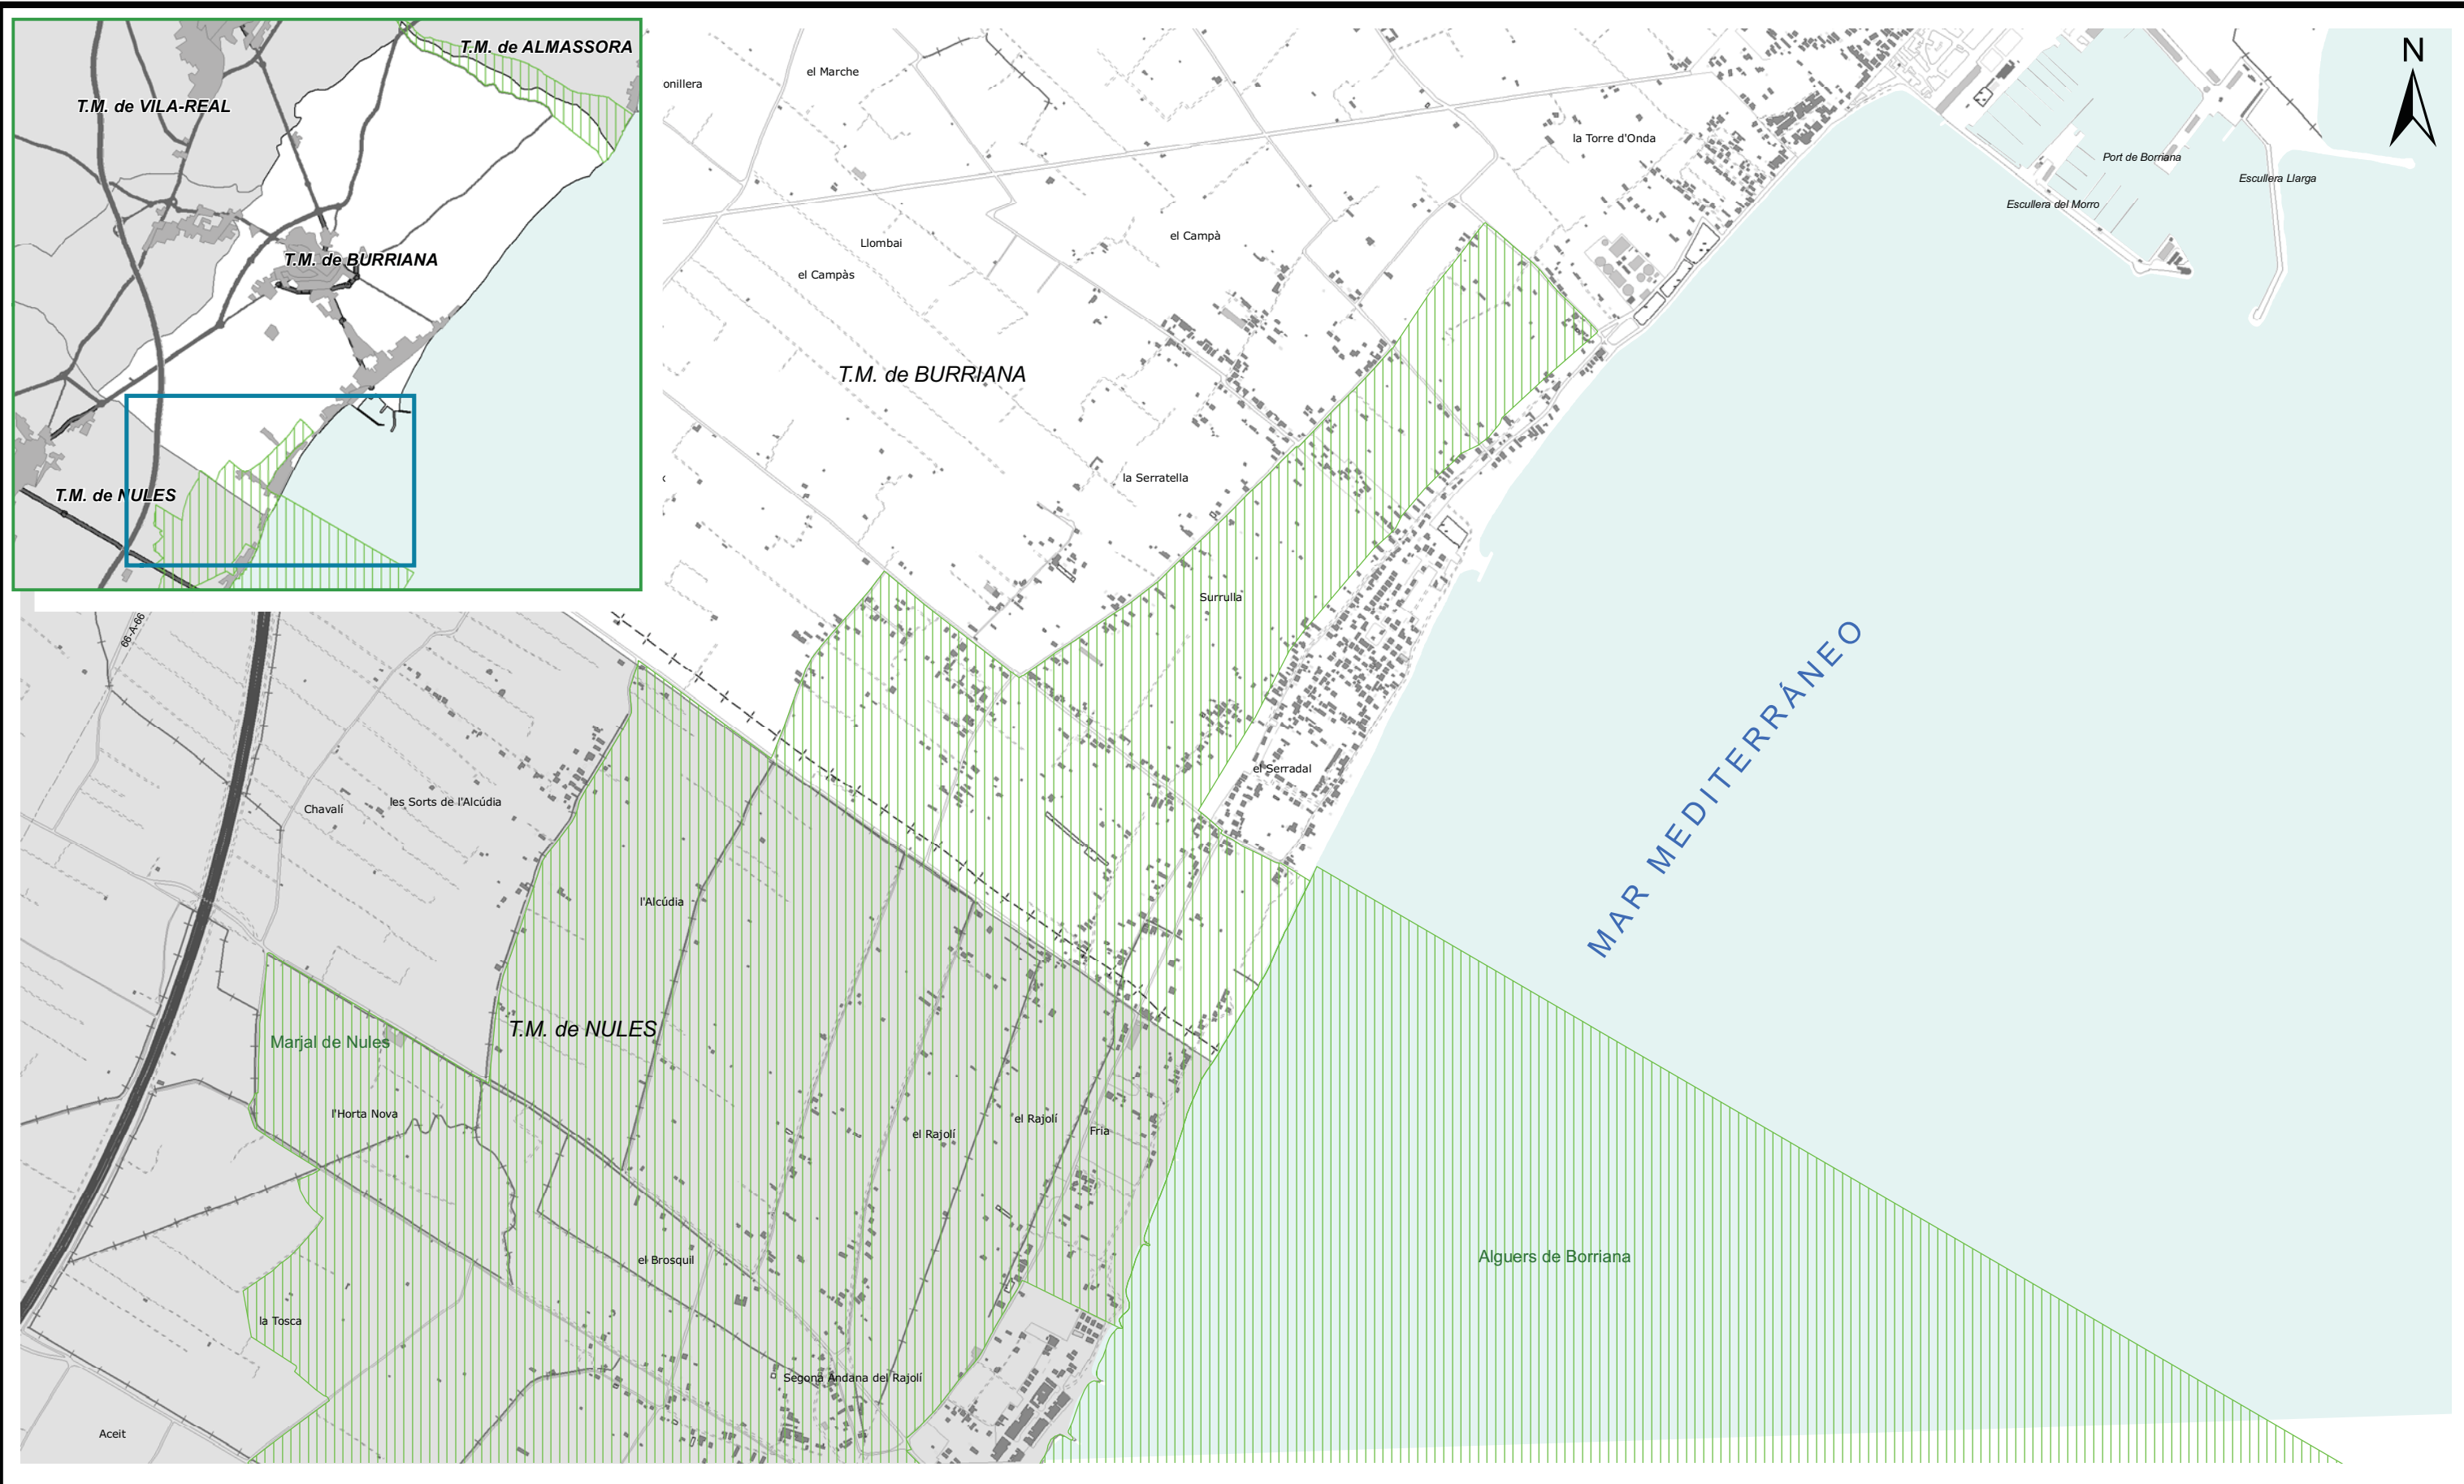 T.M. de ALMASSORA
T.M. de VILA-REAL
T.M. de BURRIANA
T.M. de NULES
N
onillera
el Marche
la Torre d'Onda
Port de Borriana
Escullera Llarga
Escullera del Morro
Llombai
el Campà
el Campàs
T.M. de BURRIANA
la Serratella
Surrulla
66-A-66
MAR MEDITERRÁNEO
el Serradal
Chavalí
les Sorts de l'Alcúdia
l'Alcúdia
T.M. de NULES
Marjal de Nules
l'Horta Nova
el Rajolí
el Rajolí
Fria
el Brosquil
Alguers de Borriana
la Tosca
Segona Andana del Rajolí
Aceit